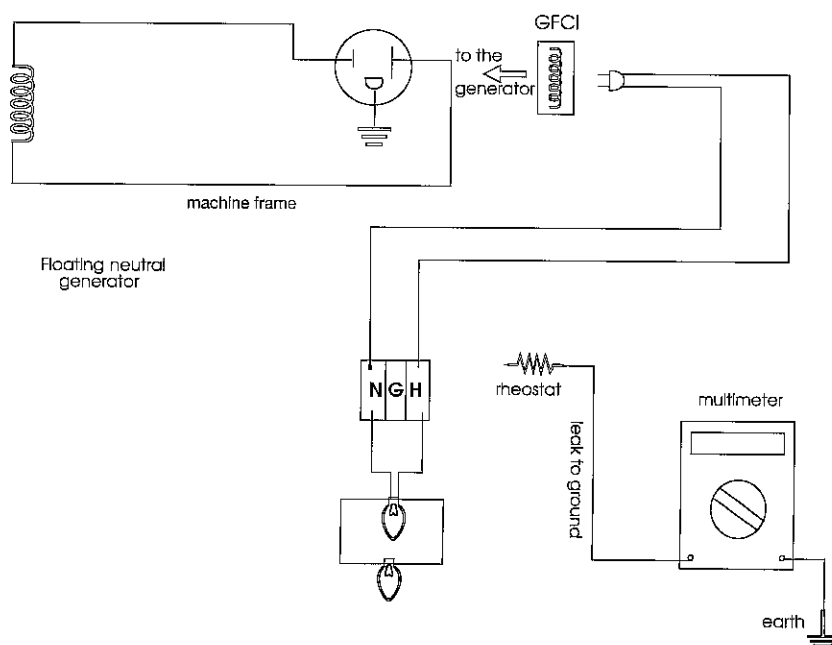 GFCI
to the
generator
machine frame
Floating neutral
generator
N G H
rheostat
leak to ground
multimeter
earth